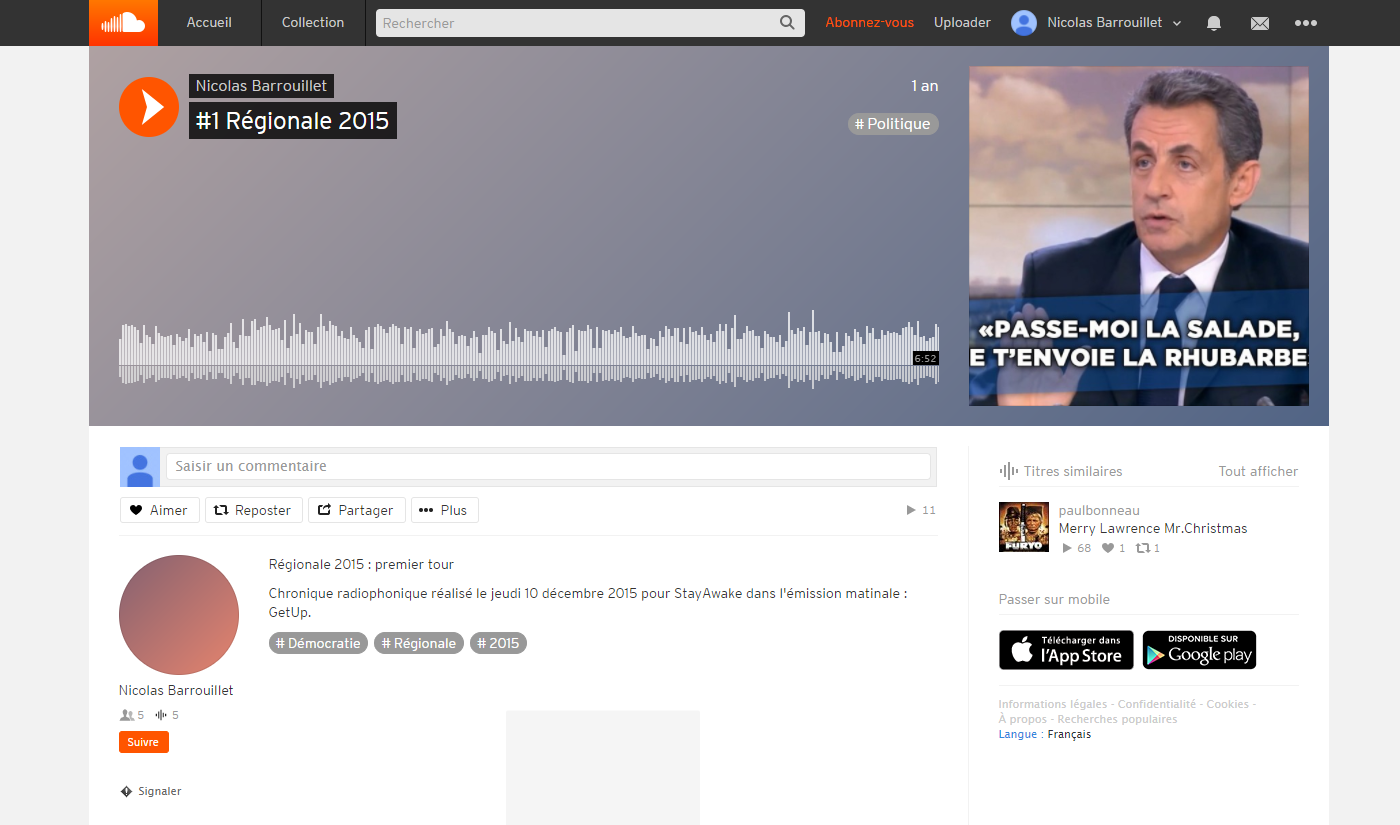 Accueil
Collection
Rechercher
Abonnez-vous
Uploader
Nicolas Barrouillet
Nicolas Barrouillet
#1 Régionale 2015
1 an
# Politique
6:52
«PASSE-MOI LA SALADE,
E T'ENVOIE LA RHUBARBE
Saisir un commentaire
Aimer
Reposter
Partager
Plus
11
Régionale 2015 : premier tour
Chronique radiophonique réalisé le jeudi 10 décembre 2015 pour StayAwake dans l'émission matinale :
GetUp.
# Démocratie
# Régionale
# 2015
Nicolas Barrouillet
5
5
Suivre
Signaler
Titres similaires
Tout afficher
FURYO
paulbonneau
Merry Lawrence Mr.Christmas
68
1
1
Passer sur mobile
Télécharger dans
l'App Store
DISPONIBLE SUR
Google play
Informations légales - Confidentialité - Cookies -
À propos - Recherches populaires
Langue : Français